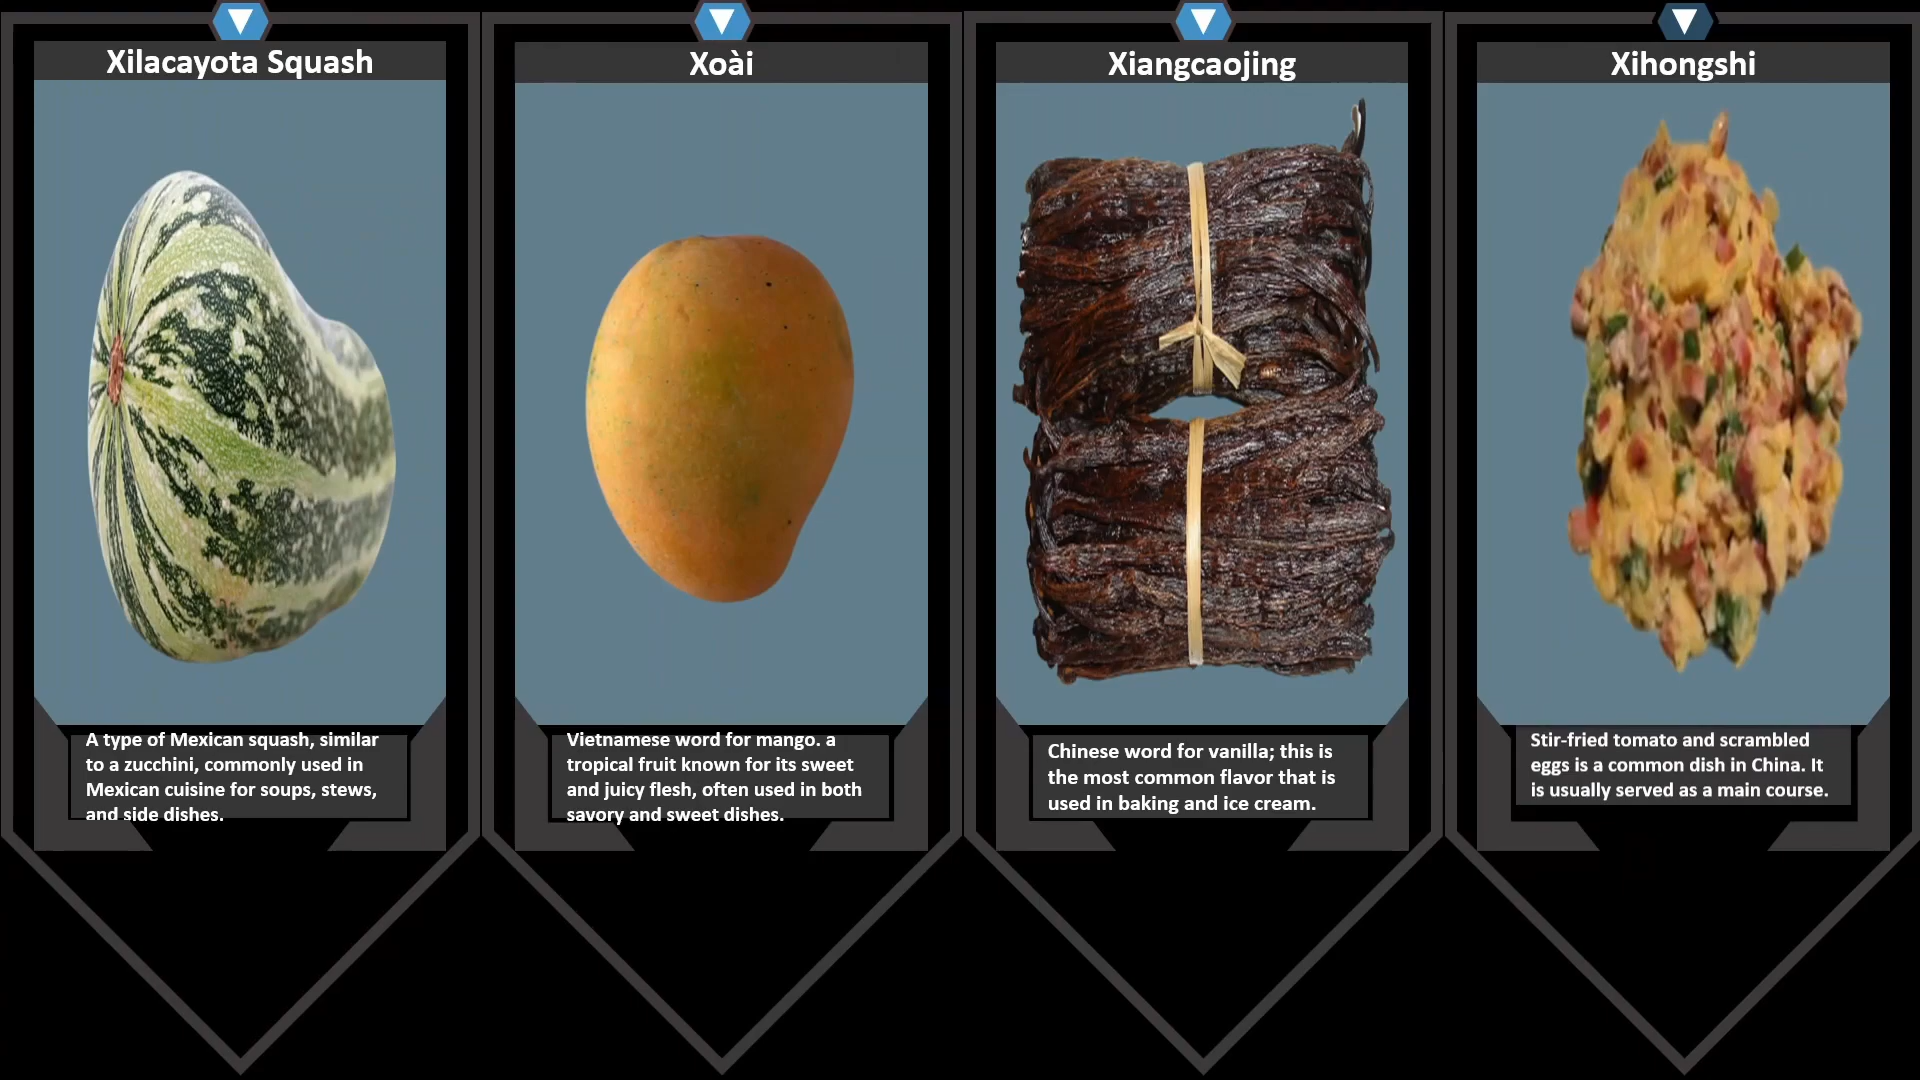 Xilacayota Squash
A type of Mexican squash, similar
to a zucchini, commonly used in
Mexican cuisine for soups, stews,
and side dishes.
Xoài
Vietnamese word for mango. a
tropical fruit known for its sweet
and juicy flesh, often used in both
savory and sweet dishes.
Xiangcaojing
Chinese word for vanilla; this is
the most common flavor that is
used in baking and ice cream.
Xihongshi
Stir-fried tomato and scrambled
eggs is a common dish in China. It
is usually served as a main course.